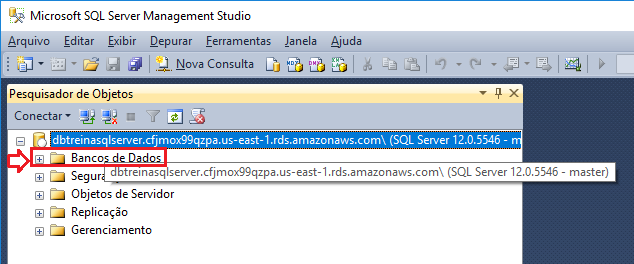 Microsoft SQL Server Management Studio
Arquivo Editar Exibir Depurar Ferramentas Janela Ajuda
Nova Consulta
Pesquisador de Objetos
Conectar
dbtreinasqlserver.cfjmox99qzpa.us-east-1.rds.amazonaws.com\ (SQL Server 12.0.5546 - m
Bancos de Dados
dbtreinasqlserver.cfjmox99qzpa.us-east-1.rds.amazonaws.com\ (SQL Server 12.0.5546 - master)
Segura
Objetos de Servidor
Replicação
Gerenciamento